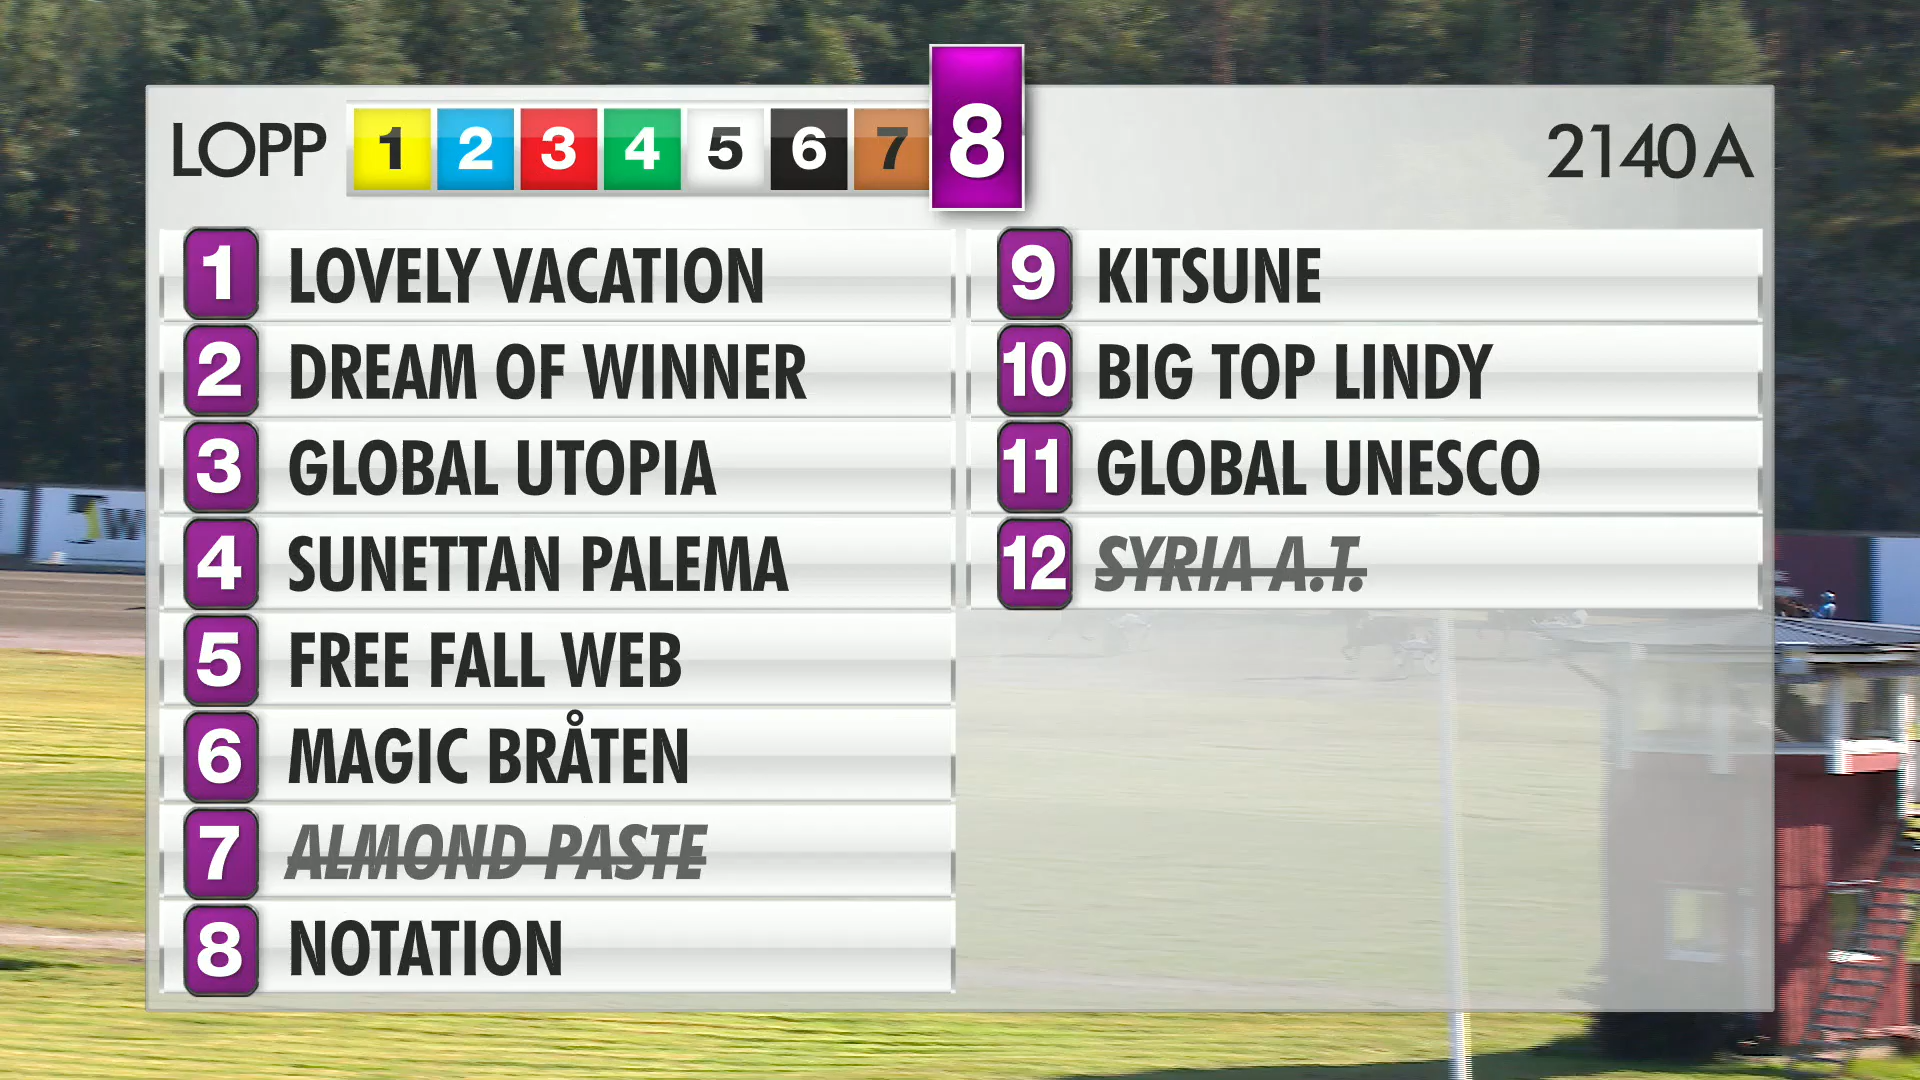 LOPP 1 2 3 4 5 6 7 8 2140 A
1 LOVELY VACATION
2 DREAM OF WINNER
3 GLOBAL UTOPIA
4 SUNETTAN PALEMA
5 FREE FALL WEB
6 MAGIC BRÅTEN
7 ALMOND PASTE
8 NOTATION
9 KITSUNE
10 BIG TOP LINDY
11 GLOBAL UNESCO
12 SYRIA A.T.